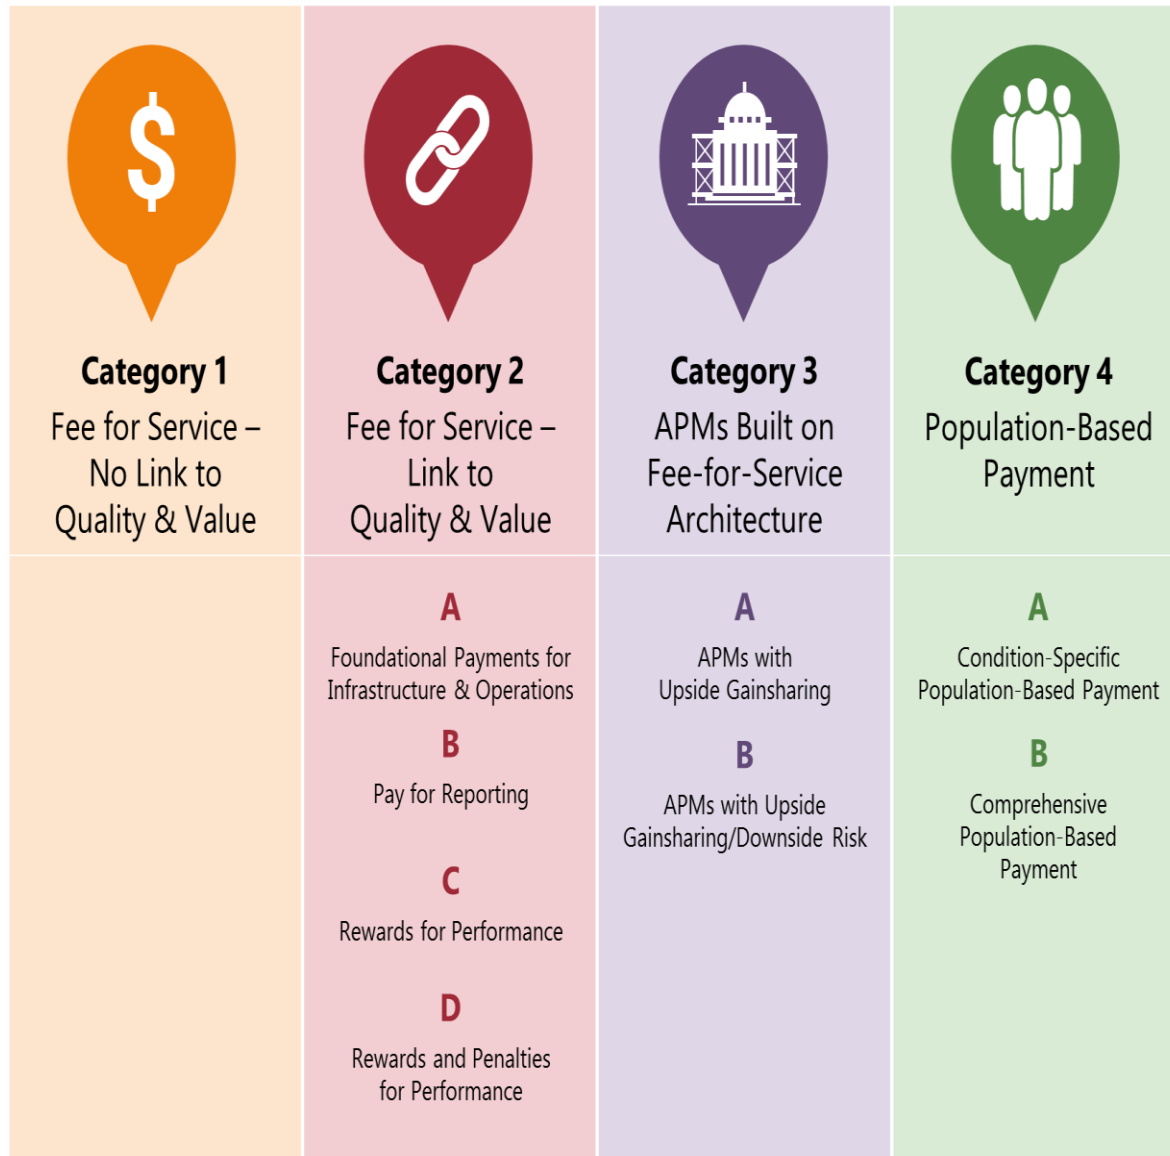 $
Category 1
Fee for Service –
No Link to
Quality & Value
Category 2
Fee for Service –
Link to
Quality & Value
A
Foundational Payments for
Infrastructure & Operations
B
Pay for Reporting
C
Rewards for Performance
D
Rewards and Penalties
for Performance
Category 3
APMs Built on
Fee-for-Service
Architecture
A
APMs with
Upside Gainsharing
B
APMs with Upside
Gainsharing/Downside Risk
Category 4
Population-Based
Payment
A
Condition-Specific
Population-Based Payment
B
Comprehensive
Population-Based
Payment